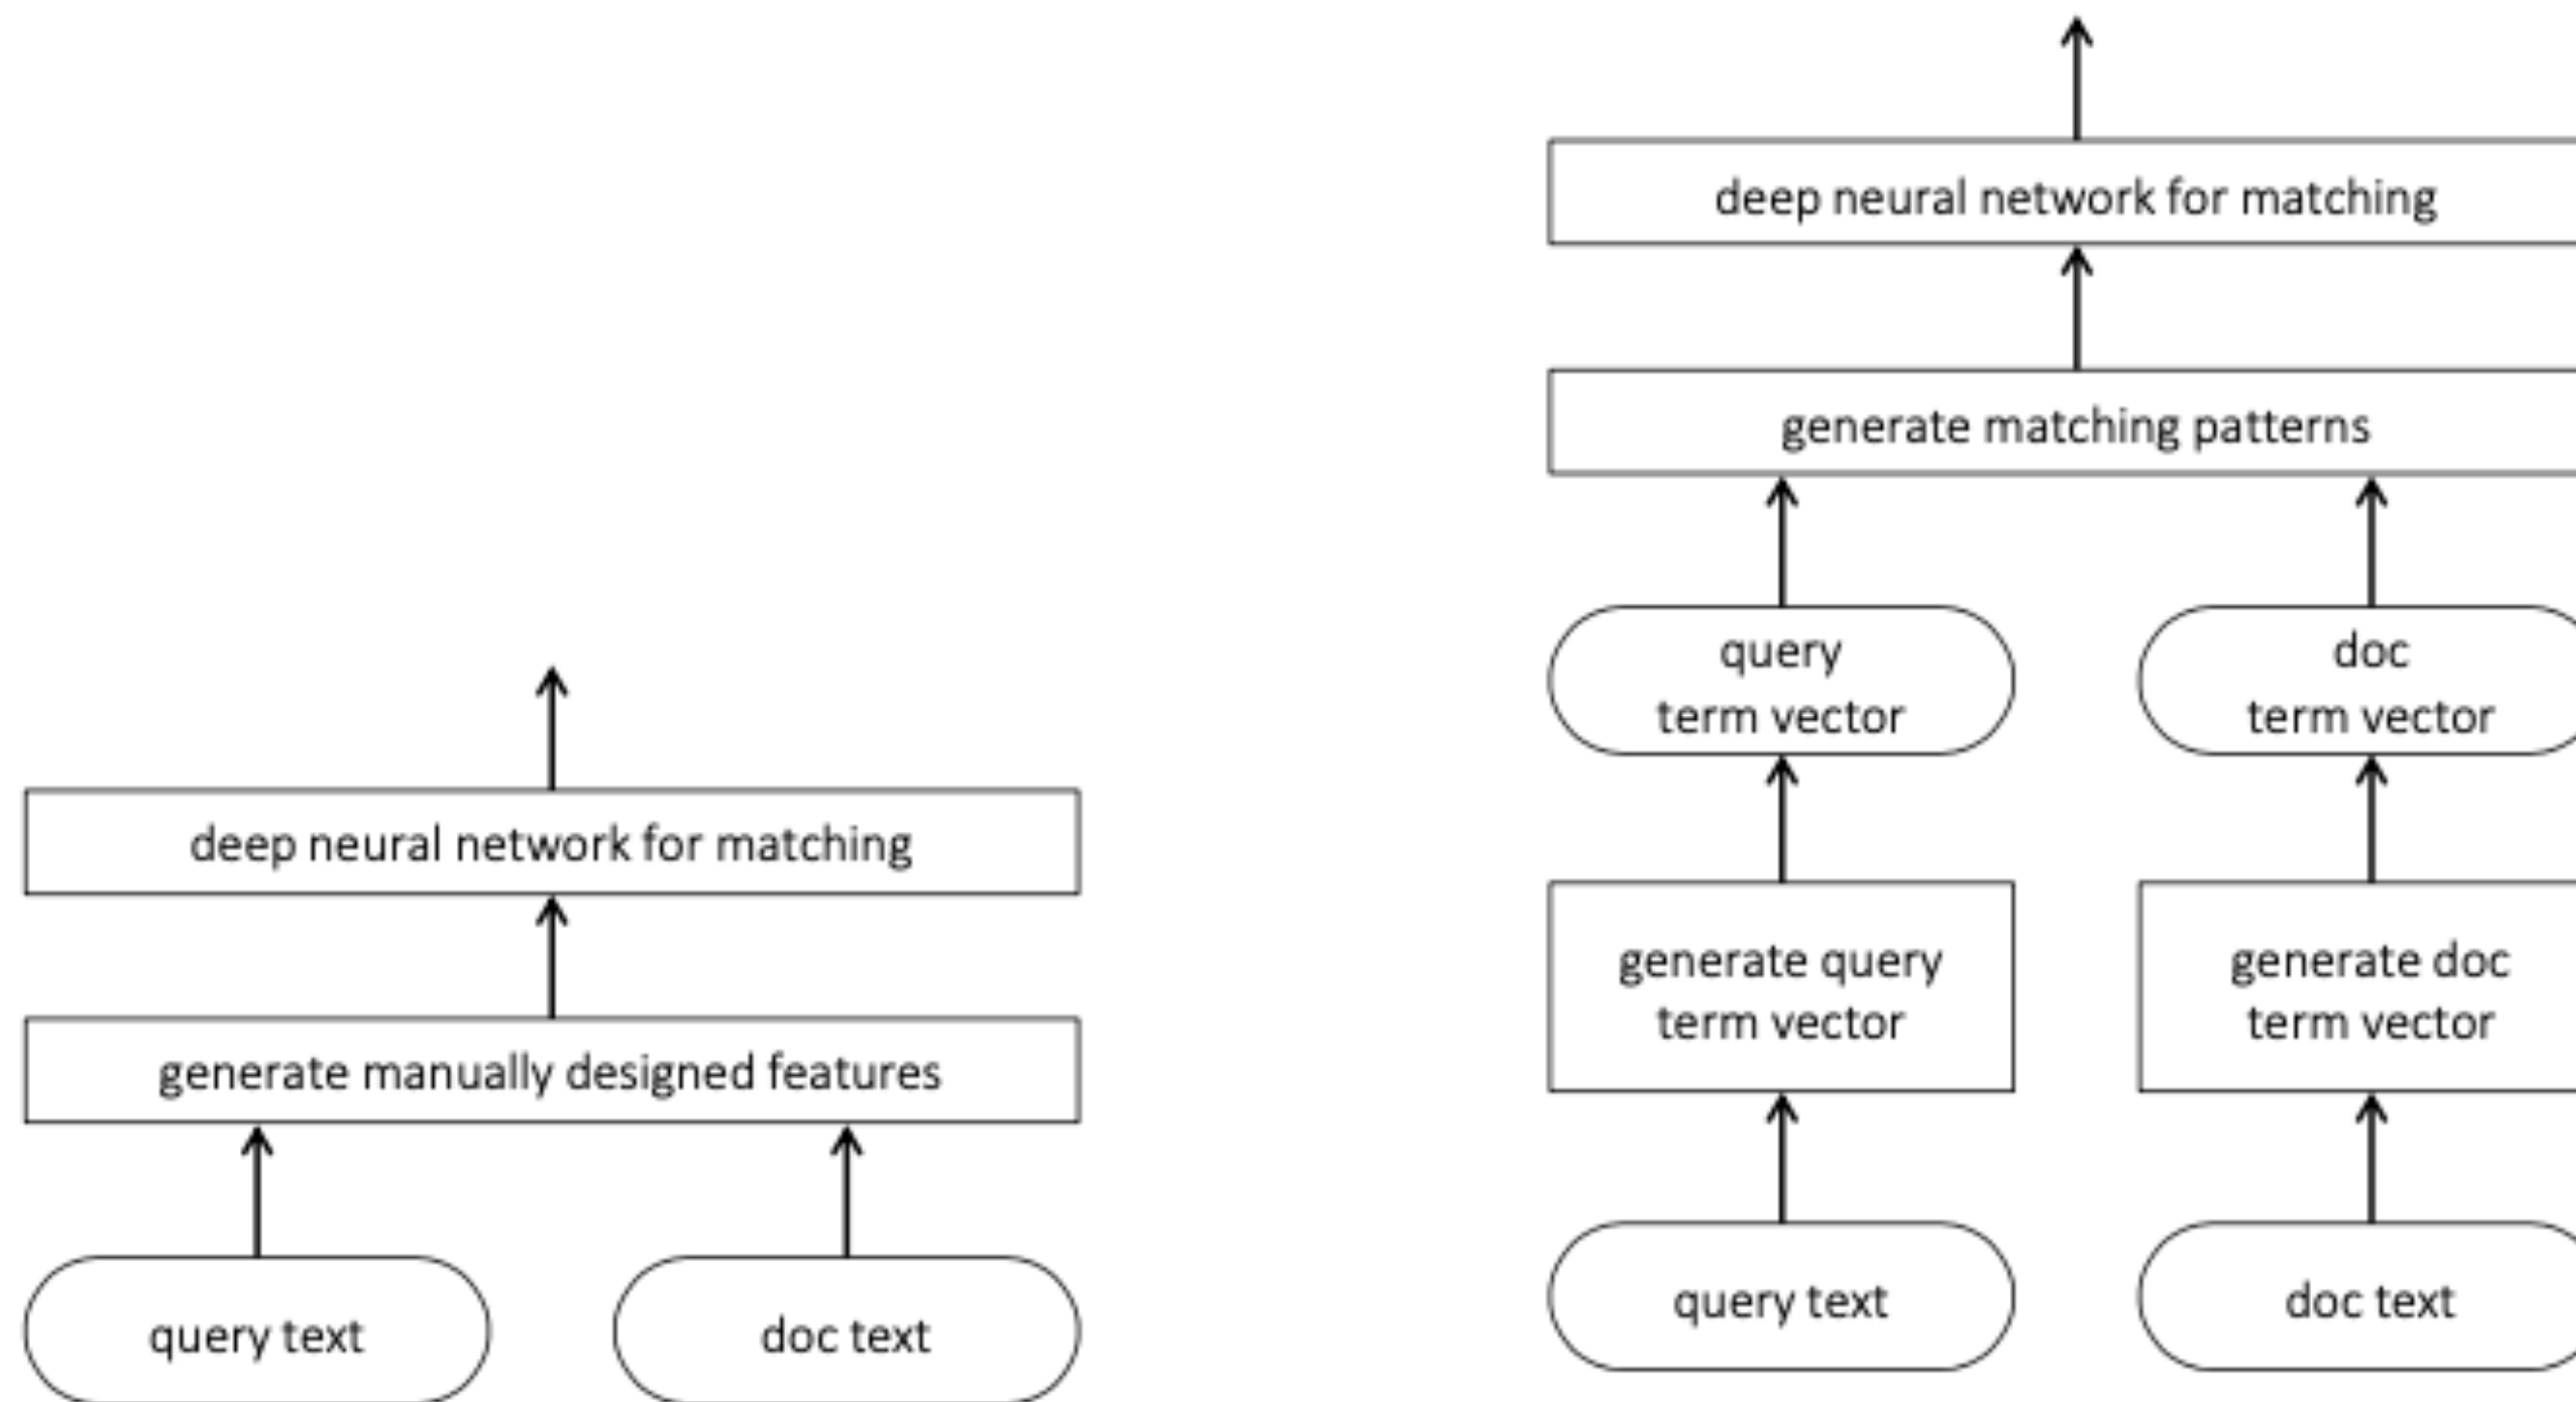 deep neural network for matching
generate manually designed features
query text
doc text
deep neural network for matching
generate matching patterns
query
term vector
doc
term vector
generate query
term vector
generate doc
term vector
query text
doc text